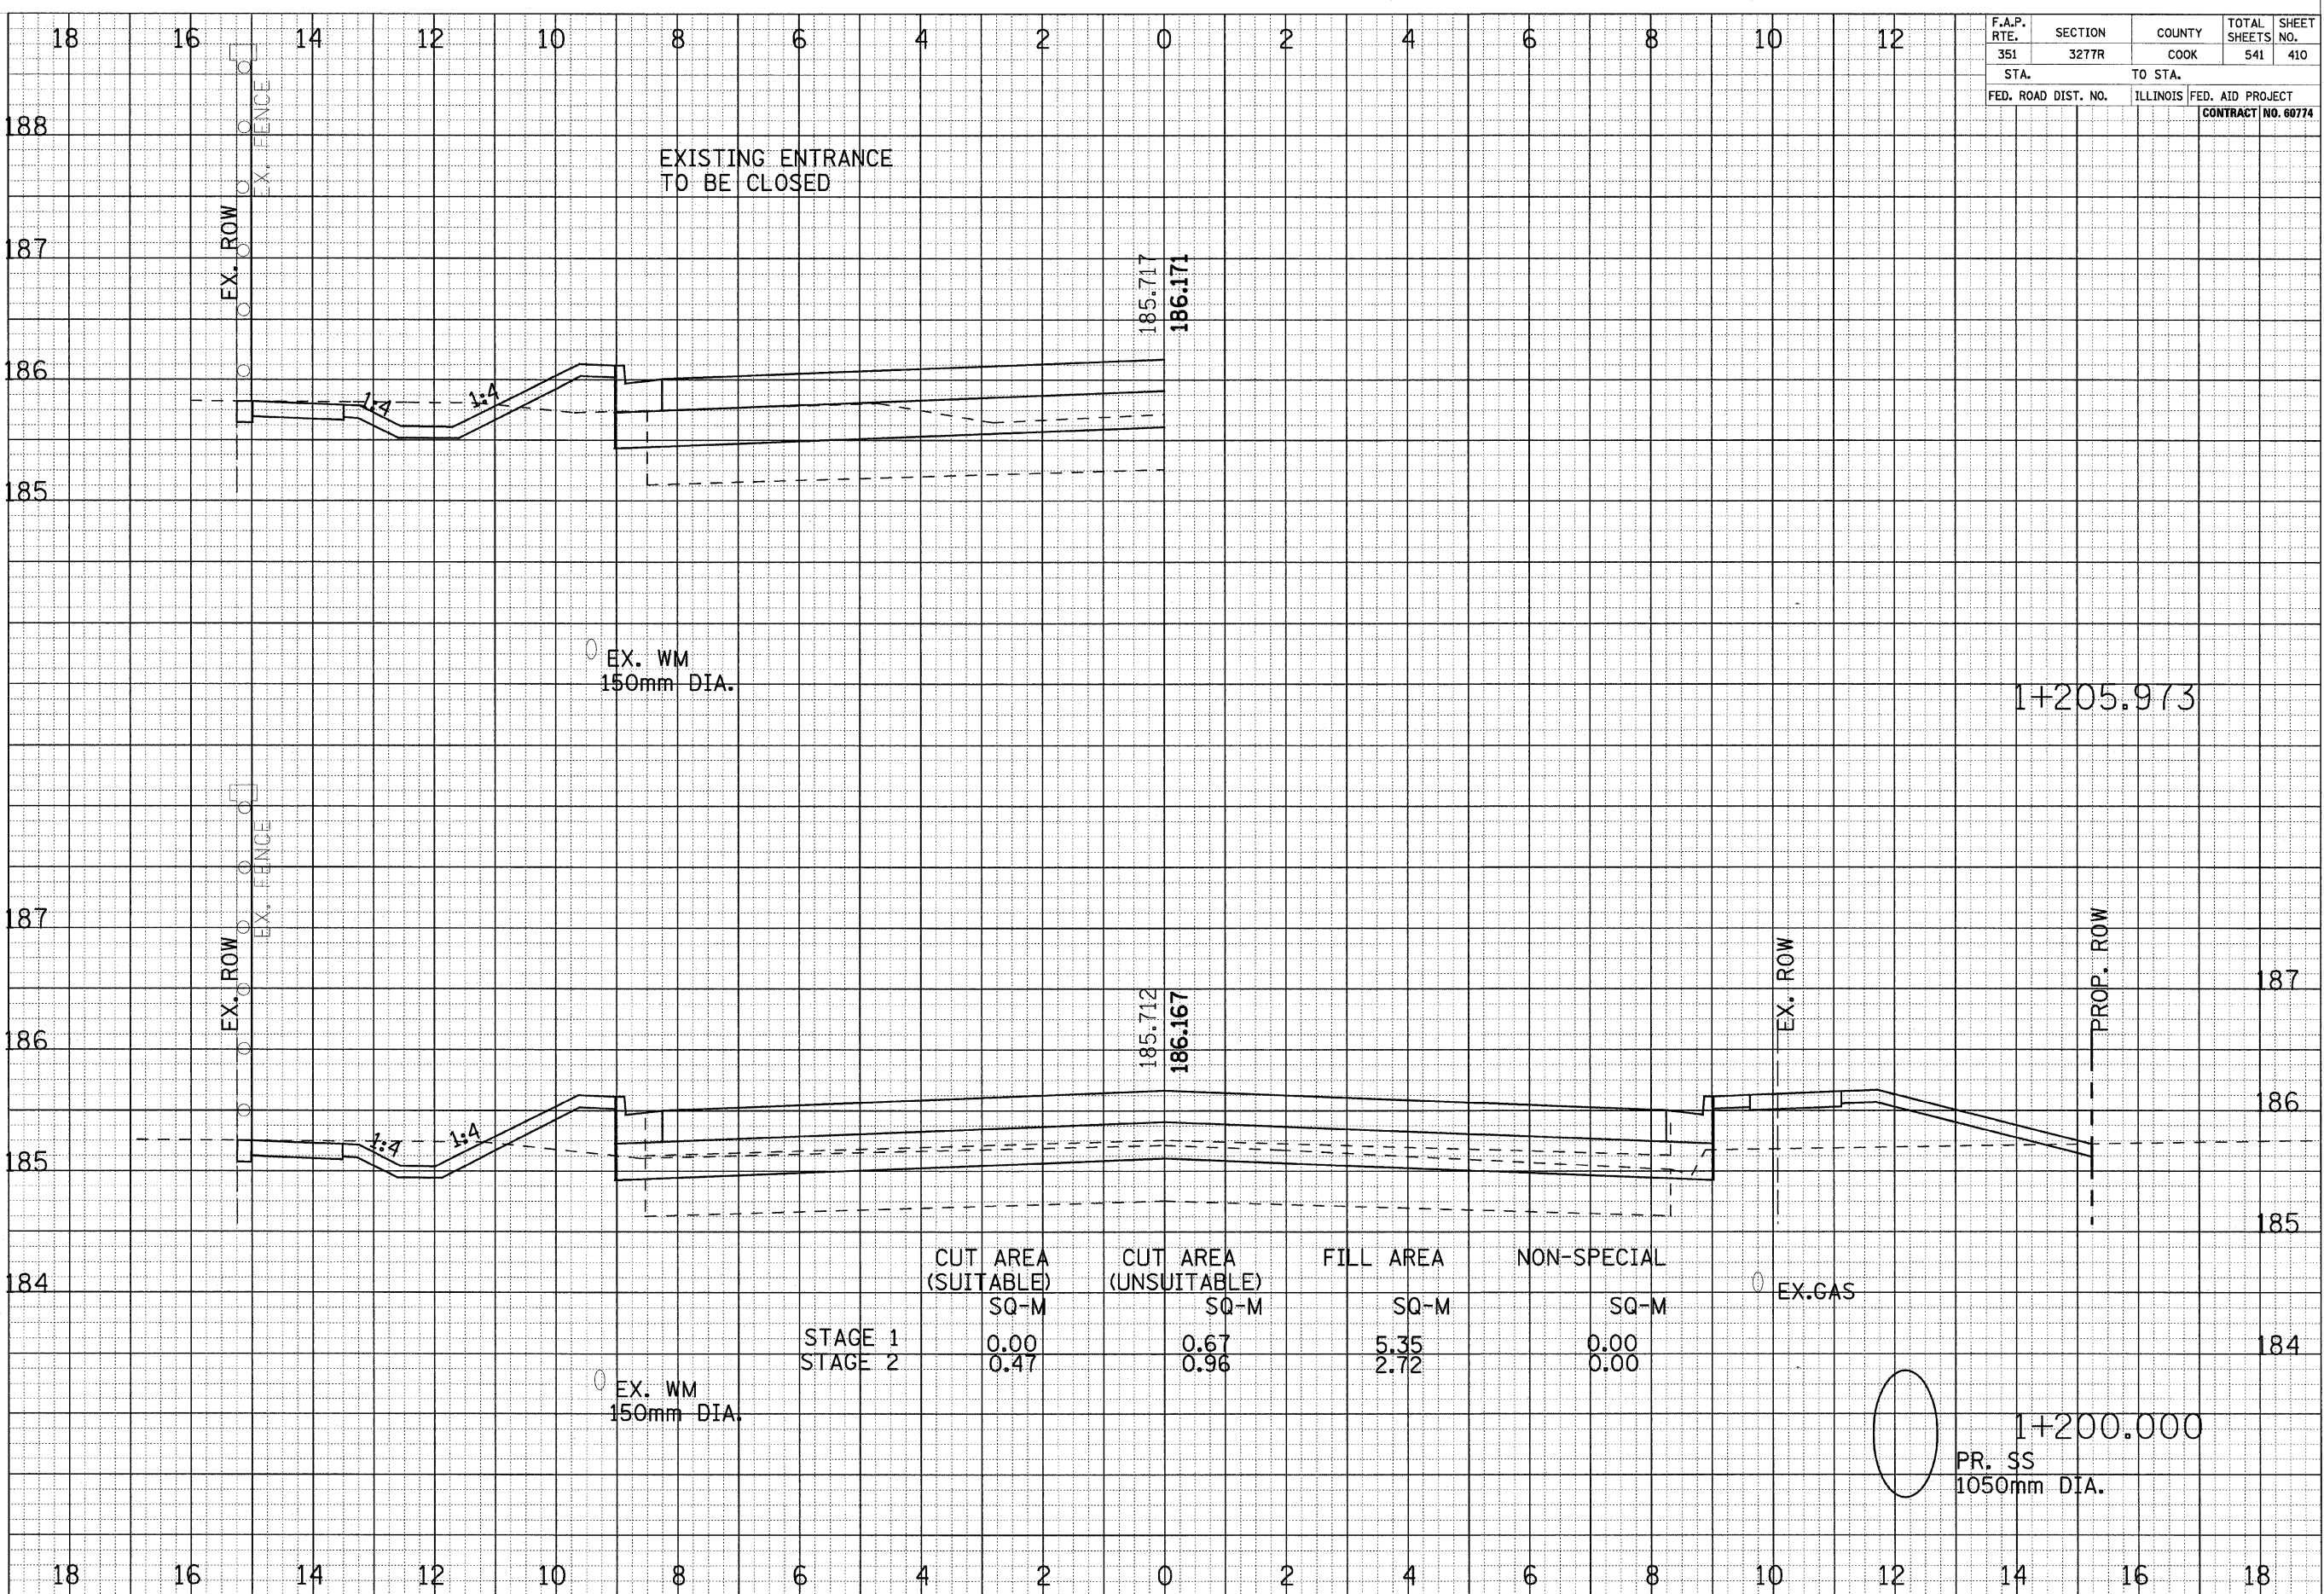 18 16 14 12 10 8 6 4 2 0 2 4 6 8 10 12
F.A.P. RTE. SECTION COUNTY TOTAL SHEETS SHEET NO.
351 3277R COOK 541 410
STA. TO STA.
FED. ROAD DIST. NO. ILLINOIS FED. AID PROJECT
CONTRACT NO. 60774
EX. FENCE
EX. ROW
188
187
186
185
EXISTING ENTRANCE
TO BE CLOSED
185.717
186.171
1:4
1:4
EX. WM
150mm DIA.
1+205.973
EX. FENCE
EX. ROW
187
186
185
184
185.712
186.167
1:4
1:4
EX. ROW
PROP. ROW
187
186
185
184
CUT AREA CUT AREA FILL AREA NON-SPECIAL
(SUITABLE) (UNSUITABLE)
SQ-M SQ-M SQ-M SQ-M
STAGE 1 0.00 0.67 5.35 0.00
STAGE 2 0.47 0.96 2.72 0.00
EX.GAS
EX. WM
150mm DIA.
1+200.000
PR. SS
1050mm DIA.
18 16 14 12 10 8 6 4 2 0 2 4 6 8 10 12 14 16 18